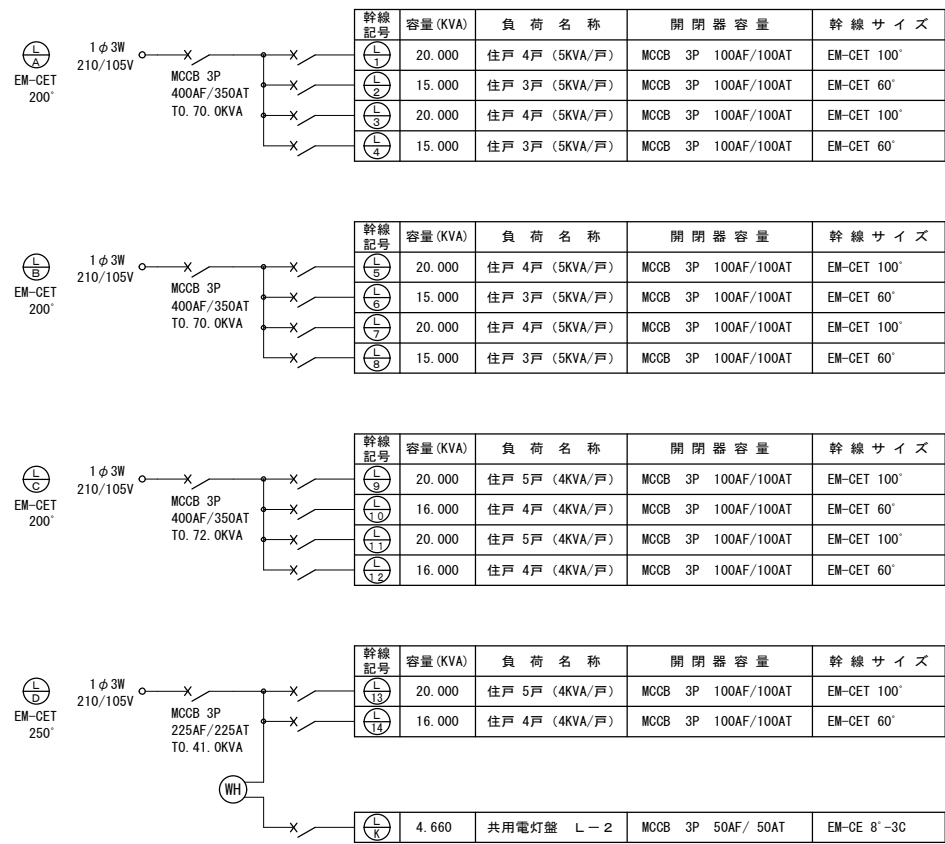 幹線記号 容量(KVA) 負荷名称 開閉器容量 幹線サイズ
L A
EM-CET 200°
1φ3W
210/105V
MCCB 3P
400AF/350AT
TO.70.0KVA
L 1 20.000 住戸 4戸 (5KVA/戸) MCCB 3P 100AF/100AT EM-CET 100°
L 2 15.000 住戸 3戸 (5KVA/戸) MCCB 3P 100AF/100AT EM-CET 60°
L 3 20.000 住戸 4戸 (5KVA/戸) MCCB 3P 100AF/100AT EM-CET 100°
L 4 15.000 住戸 3戸 (5KVA/戸) MCCB 3P 100AF/100AT EM-CET 60°
幹線記号 容量(KVA) 負荷名称 開閉器容量 幹線サイズ
L B
EM-CET 200°
1φ3W
210/105V
MCCB 3P
400AF/350AT
TO.70.0KVA
L 5 20.000 住戸 4戸 (5KVA/戸) MCCB 3P 100AF/100AT EM-CET 100°
L 6 15.000 住戸 3戸 (5KVA/戸) MCCB 3P 100AF/100AT EM-CET 60°
L 7 20.000 住戸 4戸 (5KVA/戸) MCCB 3P 100AF/100AT EM-CET 100°
L 8 15.000 住戸 3戸 (5KVA/戸) MCCB 3P 100AF/100AT EM-CET 60°
幹線記号 容量(KVA) 負荷名称 開閉器容量 幹線サイズ
L C
EM-CET 200°
1φ3W
210/105V
MCCB 3P
400AF/350AT
TO.72.0KVA
L 9 20.000 住戸 5戸 (4KVA/戸) MCCB 3P 100AF/100AT EM-CET 100°
L 10 16.000 住戸 4戸 (4KVA/戸) MCCB 3P 100AF/100AT EM-CET 60°
L 11 20.000 住戸 5戸 (4KVA/戸) MCCB 3P 100AF/100AT EM-CET 100°
L 12 16.000 住戸 4戸 (4KVA/戸) MCCB 3P 100AF/100AT EM-CET 60°
幹線記号 容量(KVA) 負荷名称 開閉器容量 幹線サイズ
L D
EM-CET 250°
1φ3W
210/105V
MCCB 3P
225AF/225AT
TO.41.0KVA
L 13 20.000 住戸 5戸 (4KVA/戸) MCCB 3P 100AF/100AT EM-CET 100°
L 14 16.000 住戸 4戸 (4KVA/戸) MCCB 3P 100AF/100AT EM-CET 60°
WH
L K 4.660 共用電灯盤 L-2 MCCB 3P 50AF/ 50AT EM-CE 8°-3C